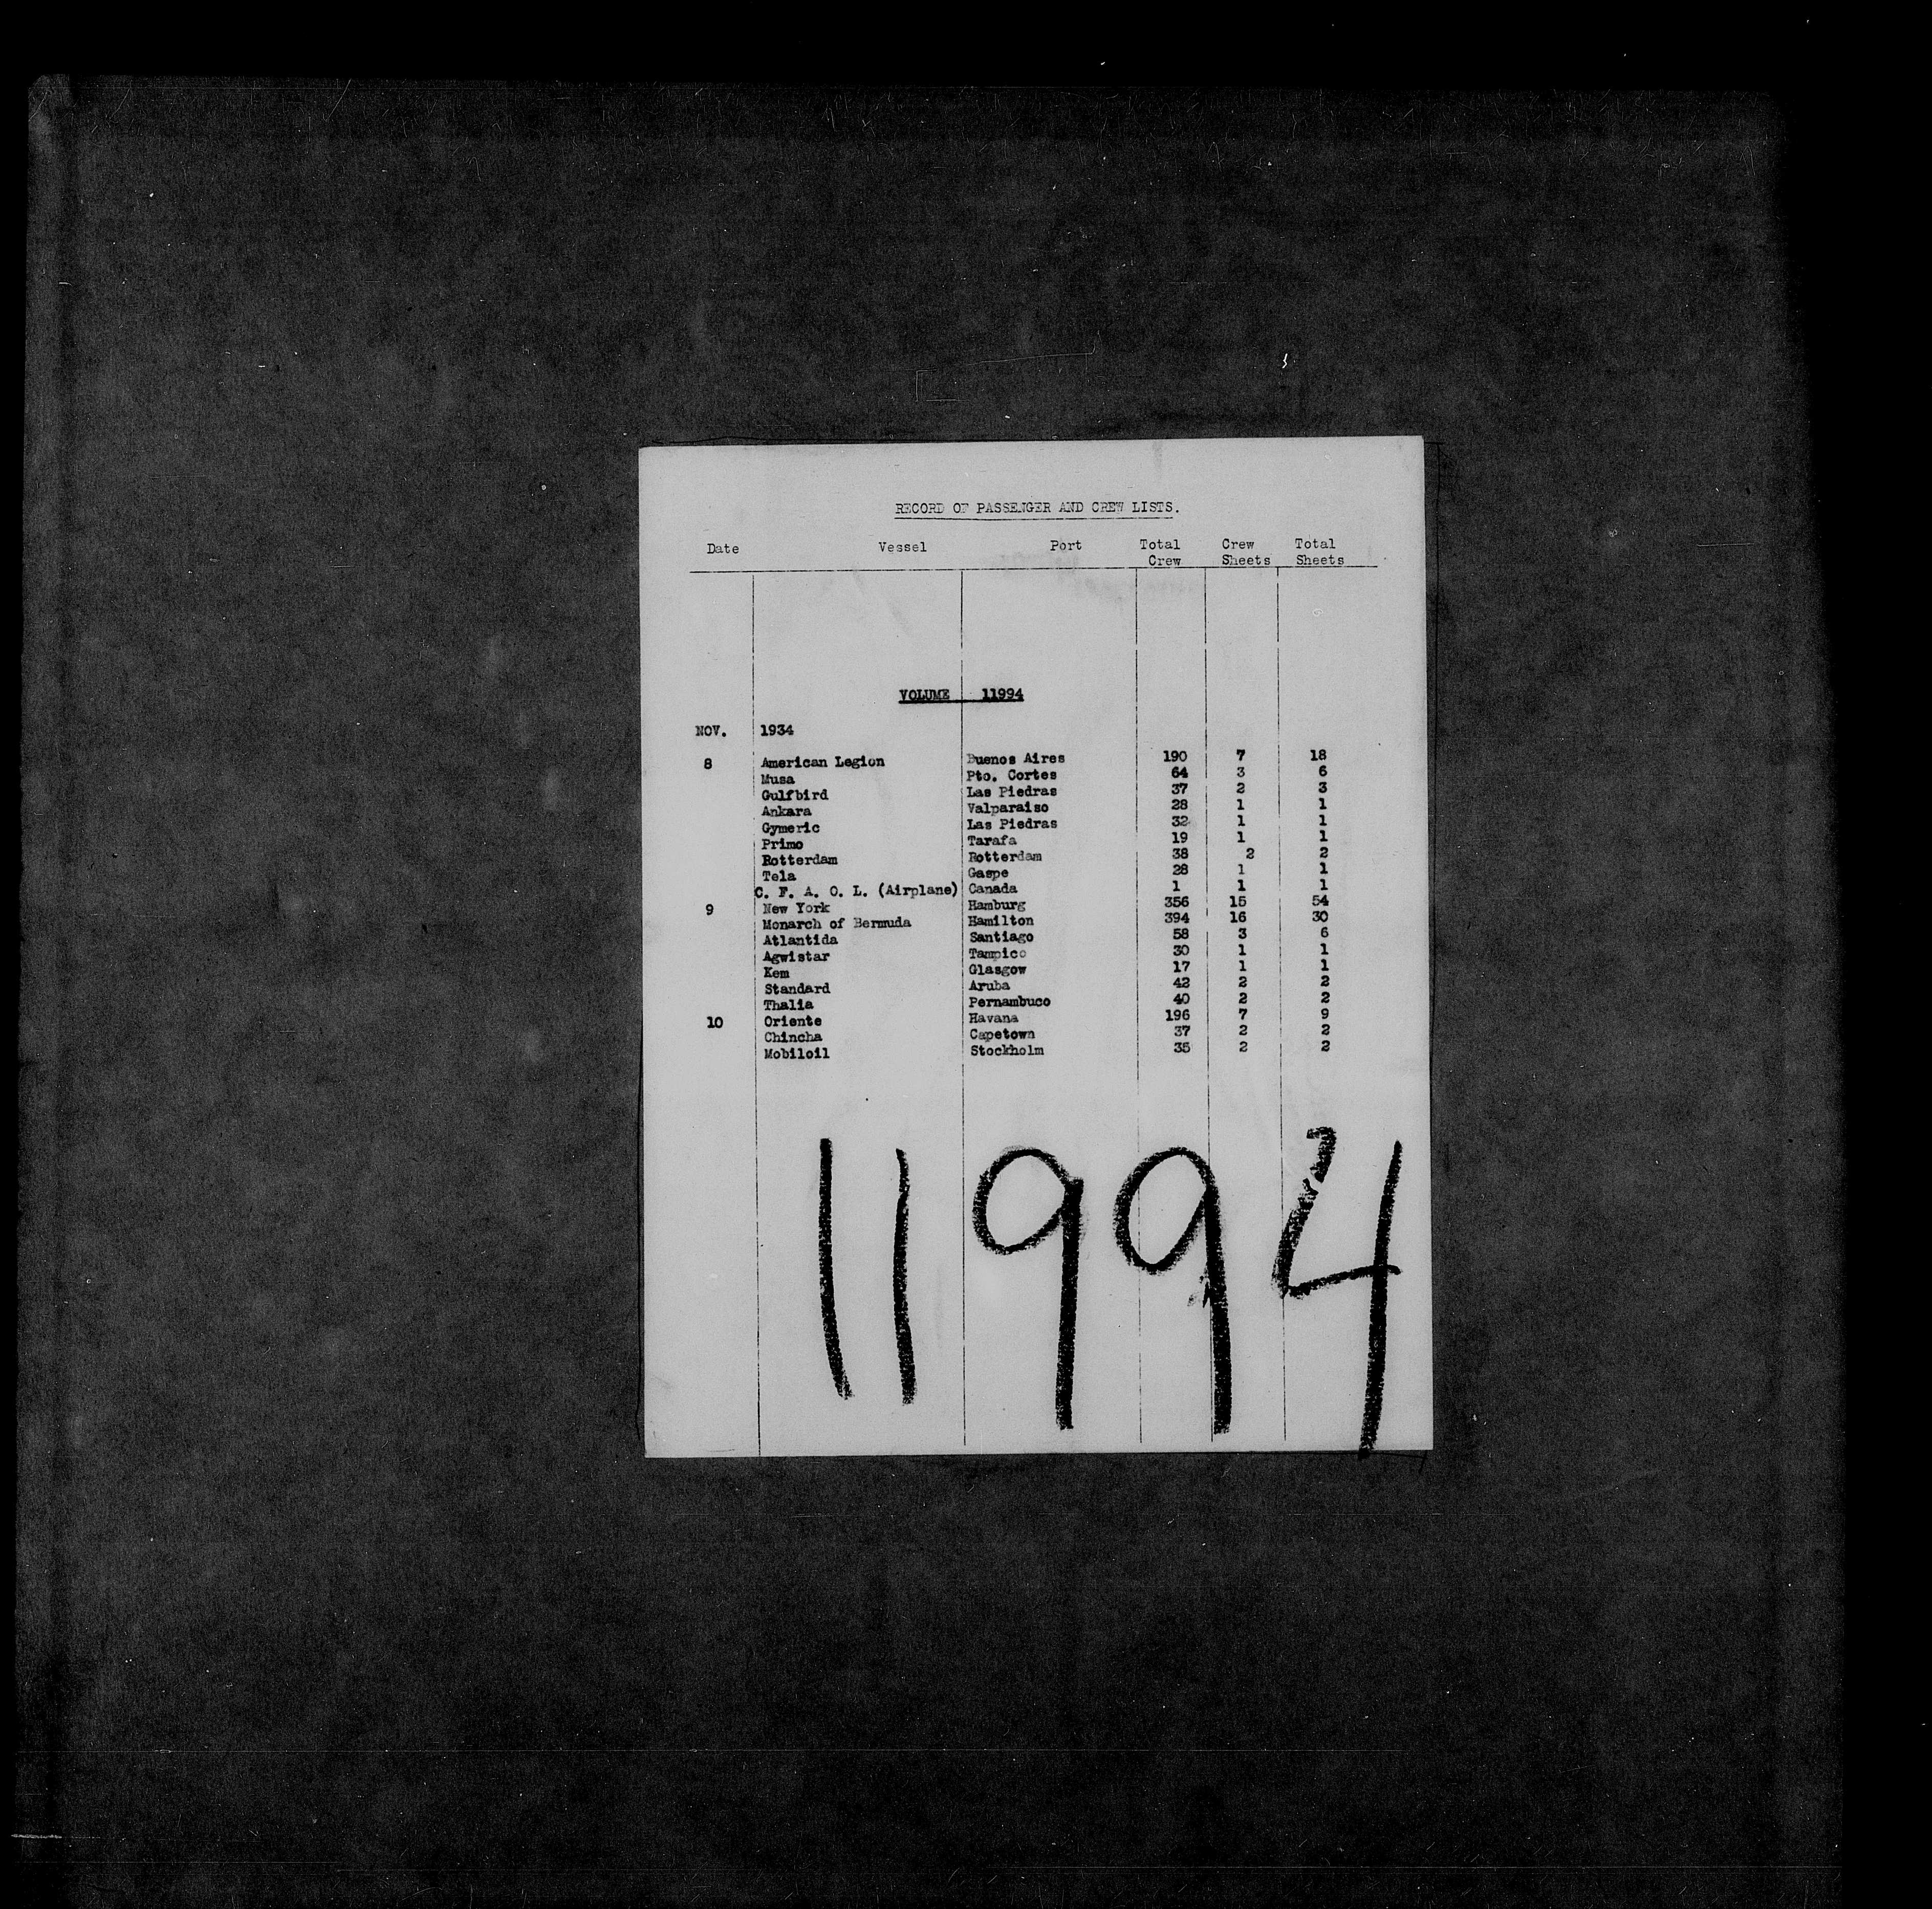 RECORD OF PASSENGER AND CREW LISTS.
Date Vessel Port Total Crew Crew Sheets Total Sheets
VOLUME 11994
NOV. 1934
8 American Legion Buenos Aires 190 7 18
Musa Pto. Cortes 64 3 6
Gulfbird Las Piedras 37 2 3
Ankara Valparaiso 28 1 1
Gymeric Las Piedras 32 1 1
Primo Tarafa 19 1 1
Rotterdam Rotterdam 38 2 2
Tela Gaspe 28 1 1
C. F. A. O. L. (Airplane) Canada 1 1 1
9 New York Hamburg 356 15 54
Monarch of Bermuda Hamilton 394 16 30
Atlantida Santiago 58 3 6
Agwistar Tampico 30 1 1
Kem Glasgow 17 1 1
Standard Aruba 42 2 2
Thalia Pernambuco 40 2 2
10 Oriente Havana 196 7 9
Chincha Capetown 37 2 2
Mobiloil Stockholm 35 2 2
11994